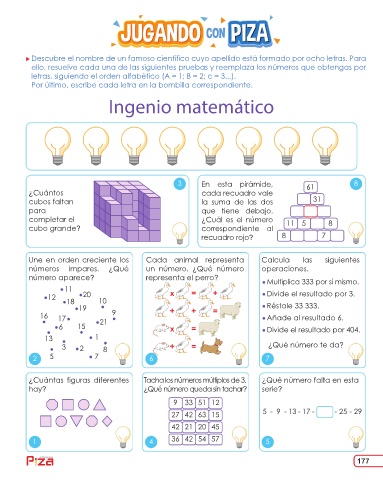 JUGANDO CON PIZA
Descubre el nombre de un famoso científico cuyo apellido está formado por ocho letras. Para
ello, resuelve cada una de las siguientes pruebas y reemplaza los números que obtengas por
letras, siguiendo el orden alfabético (A = 1; B = 2; c = 3...).
Por último, escribe cada letra en la bombilla correspondiente.
Ingenio matemático
3
¿Cuántos
cubos faltan
para
completar el
cubo grande?
En esta pirámide,
cada recuadro vale
la suma de las dos
que tiene debajo.
¿Cuál es el número
correspondiente al
recuadro rojo?
8
61
31
11 5 8
8 7
Une en orden creciente los
números impares. ¿Qué
número aparece?
11
12 20
18 10
19
16 17 9
6 15 21
13 1
3 2 8
5 7
2
Cada animal representa
un número. ¿Qué número
representa el perro?
x =
x + =
x =
+ =
6
Calcula las siguientes
operaciones.
Multiplica 333 por sí mismo.
Divide el resultado por 3.
Réstale 33 333.
Añade al resultado 6.
Divide el resultado por 404.
¿Qué número te da?
7
¿Cuántas figuras diferentes
hay?
1
Tacha los números múltiplos de 3.
¿Qué número queda sin tachar?
9 33 51 12
27 42 63 15
42 21 20 45
36 42 54 57
4
¿Qué número falta en esta
serie?
5 - 9 - 13 - 17 - - 25 - 29
5
Piza
177